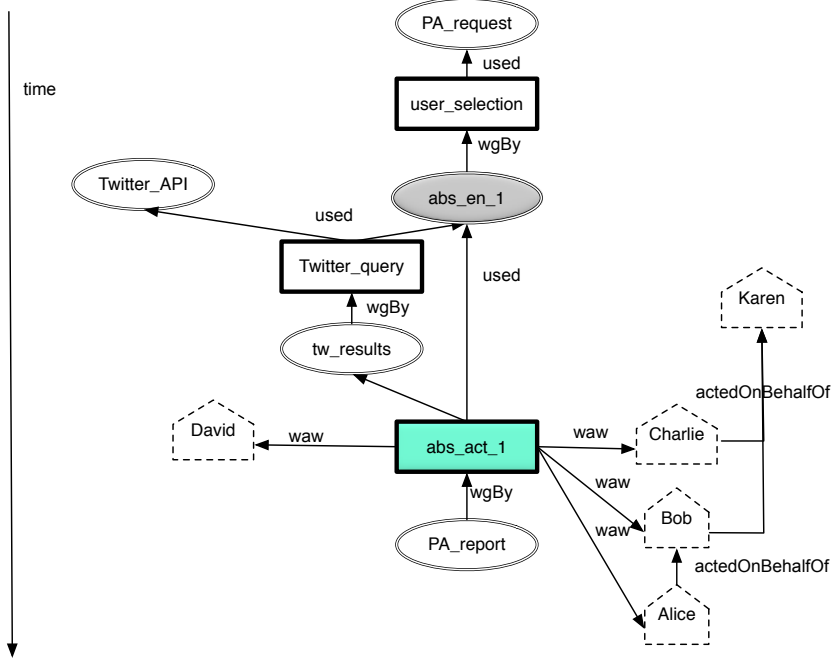 PA_request
used
time
user_selection
wgBy
Twitter_API
abs_en_1
used
Twitter_query
used
Karen
wgBy
tw_results
actedOnBehalfOf
David
waw
abs_act_1
waw
Charlie
waw
wgBy
Bob
waw
PA_report
actedOnBehalfOf
Alice